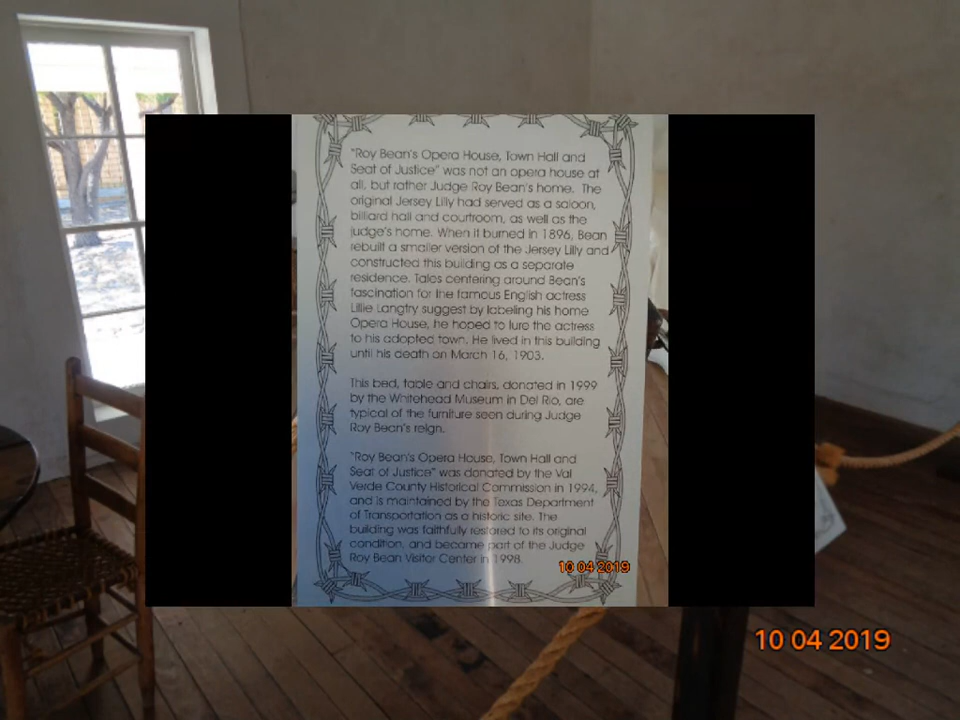 "Roy Bean's Opera House, Town Hall and
Seat of Justice" was not an opera house at
all, but rather Judge Roy Bean's home. The
original Jersey Lilly had served as a saloon,
billiard hall and courtroom, as well as the
judge's home. When it burned in 1896, Bean
rebuilt a smaller version of the Jersey Lilly and
constructed this building as a separate
residence. Tales centering around Bean's
fascination for the famous English actress
Lillie Langtry suggest by labeling his home
Opera House, he hoped to lure the actress
to his adopted town. He lived in this building
until his death on March 16, 1903.
This bed, table and chairs, donated in 1999
by the Whitehead Museum in Del Rio, are
typical of the furniture seen during Judge
Roy Bean's reign.
"Roy Bean's Opera House, Town Hall and
Seat of Justice" was donated by the Val
Verde County Historical Commission in 1994,
and is maintained by the Texas Department
of Transportation as a historic site. The
building was faithfully restored to its original
condition, and became part of the Judge
Roy Bean Visitor Center in 1998.
10 04 2019
10 04 2019